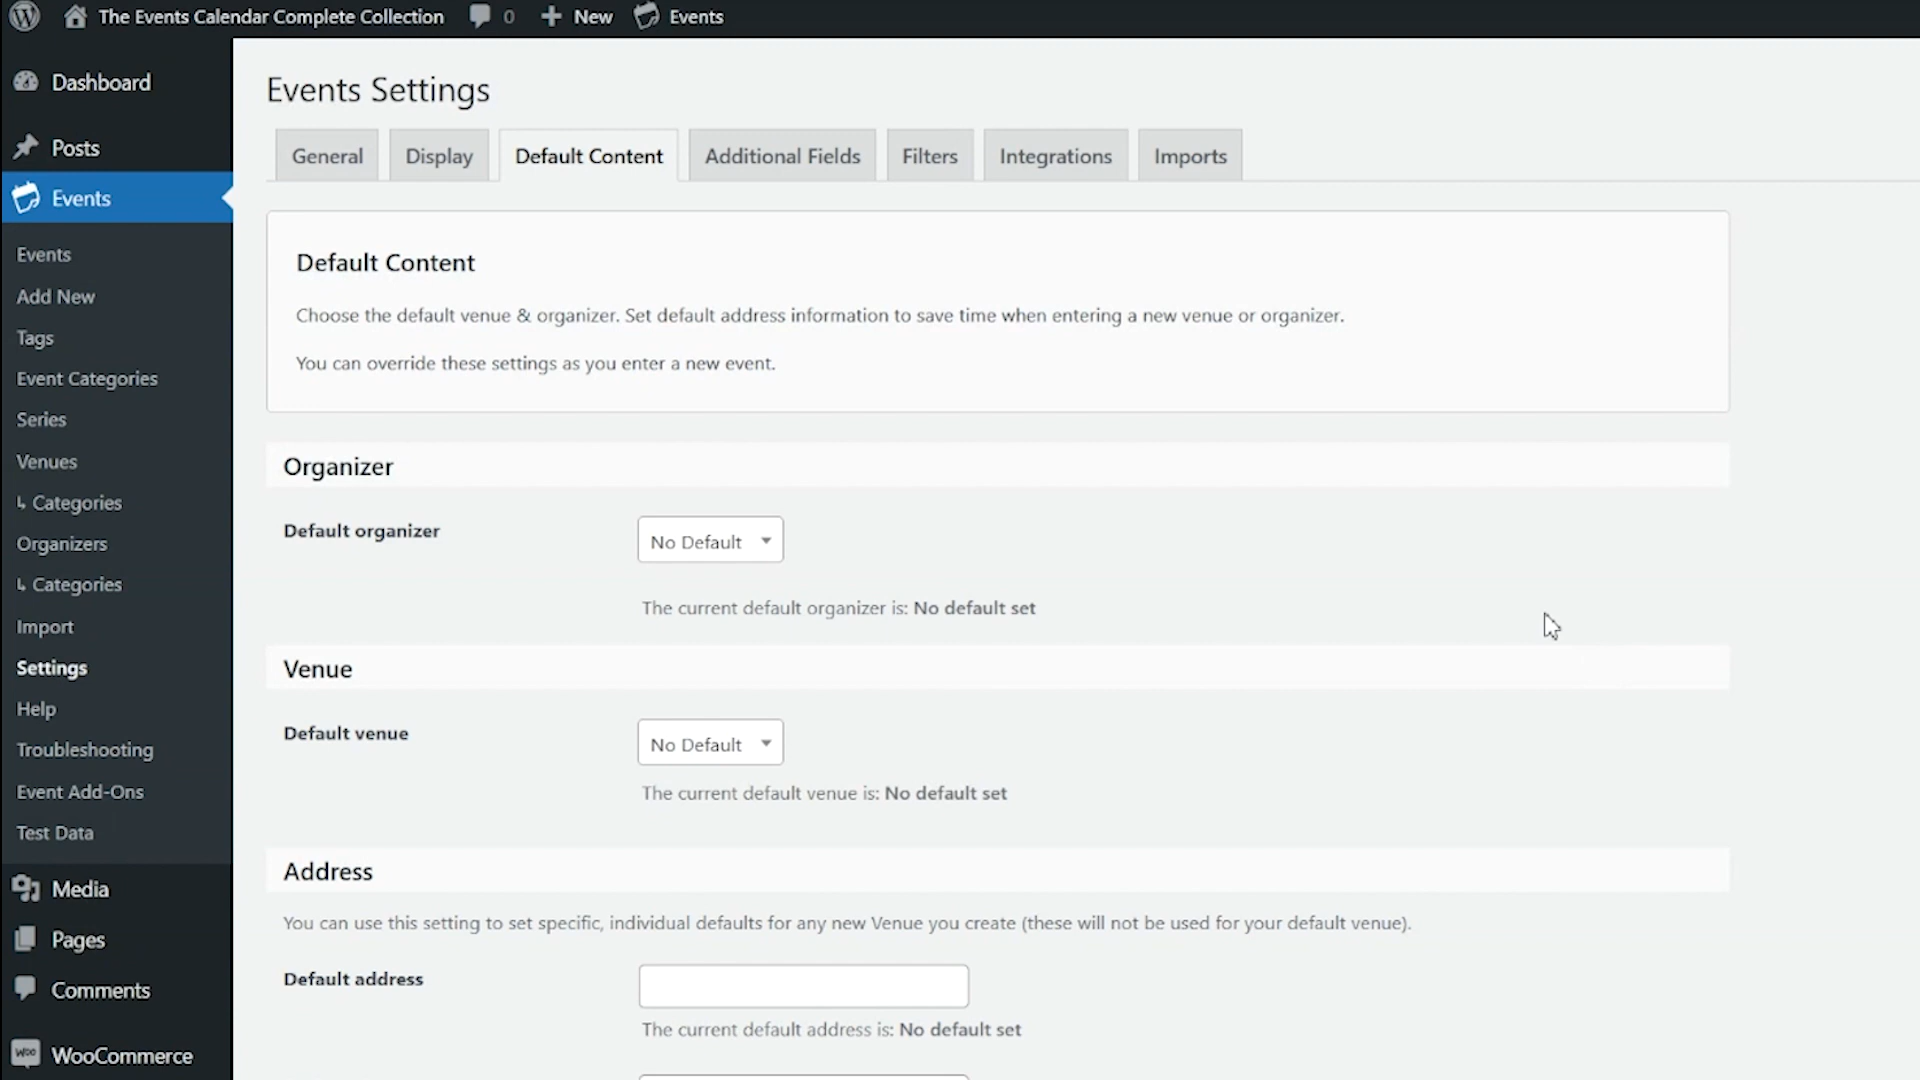 The Events Calendar Complete Collection 0 New Events
Dashboard
Posts
Events
Events
Add New
Tags
Event Categories
Series
Venues
↳ Categories
Organizers
↳ Categories
Import
Settings
Help
Troubleshooting
Event Add-Ons
Test Data
Media
Pages
Comments
WooCommerce
Events Settings
General Display Default Content Additional Fields Filters Integrations Imports
Default Content
Choose the default venue & organizer. Set default address information to save time when entering a new venue or organizer.
You can override these settings as you enter a new event.
Organizer
Default organizer No Default
The current default organizer is: No default set
Venue
Default venue No Default
The current default venue is: No default set
Address
You can use this setting to set specific, individual defaults for any new Venue you create (these will not be used for your default venue).
Default address
The current default address is: No default set